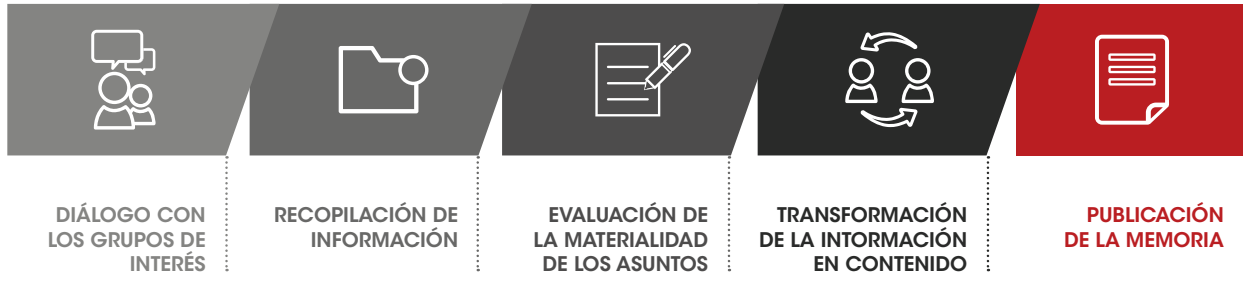 DIÁLOGO CON
LOS GRUPOS DE
INTERÉS
RECOPILACIÓN DE
INFORMACIÓN
EVALUACIÓN DE
LA MATERIALIDAD
DE LOS ASUNTOS
TRANSFORMACIÓN
DE LA INTORMACIÓN
EN CONTENIDO
PUBLICACIÓN
DE LA MEMORIA